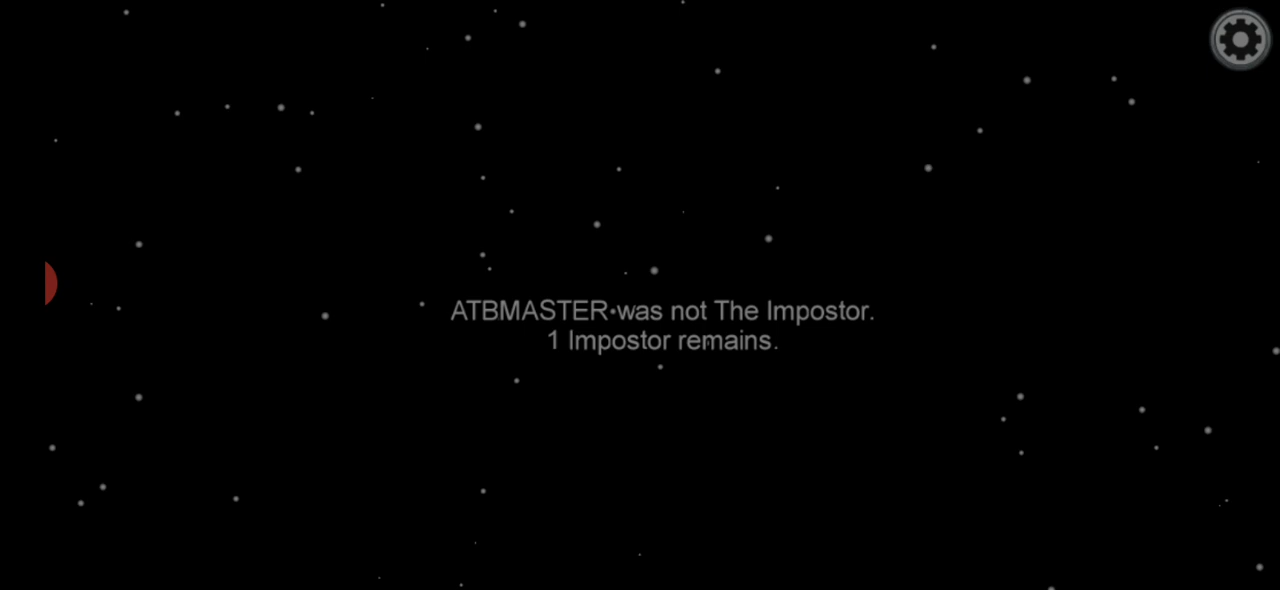 ATBMASTER was not The Impostor.
1 Impostor remains.